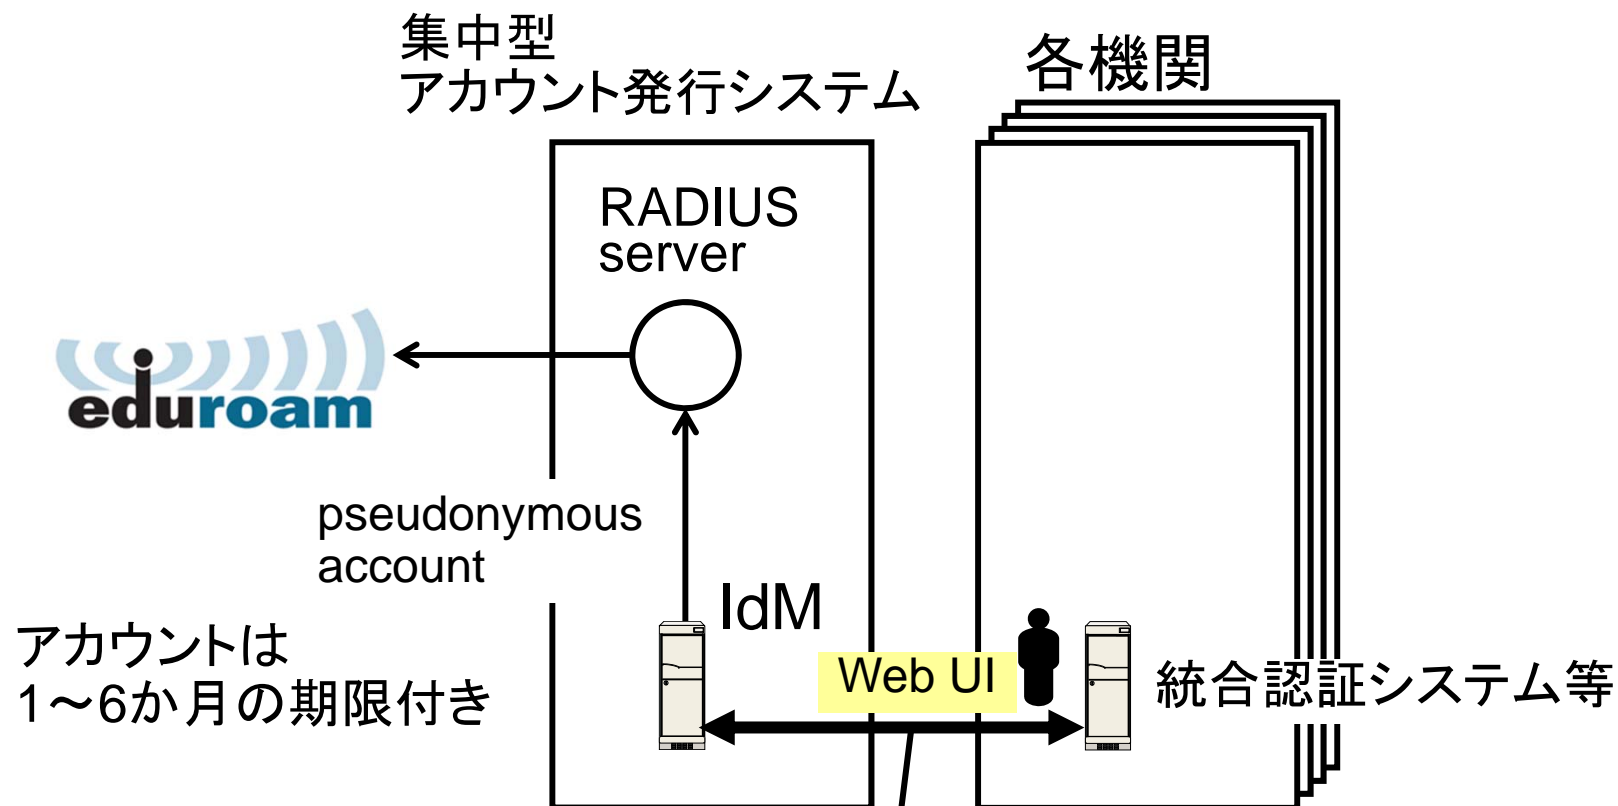 集中型
アカウント発行システム
各機関
RADIUS
server
eduroam
pseudonymous
account
IdM
アカウントは
1～6か月の期限付き
Web UI
統合認証システム等